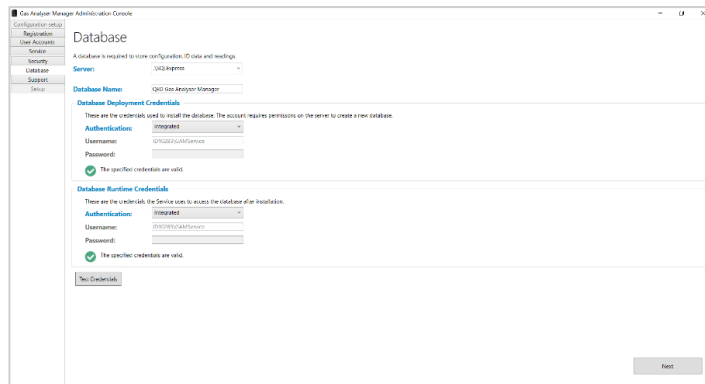 Gas Analyser Manager Administration Console
Configuration setup
Registration
User Accounts
Service
Security
Database
Support
Setup
Database
A database is required to store configuration, ID data and readings.
Server:
.\SQLExpress
Database Name:
QED Gas Analyser Manager
Database Deployment Credentials
These are the credentials used to install the database. The account requires permissions on the server to create a new database.
Authentication:
Integrated
Username:
Password:
The specified credentials are valid.
Database Runtime Credentials
These are the credentials the Service uses to access the database after installation.
Authentication:
Integrated
Username:
Password:
The specified credentials are valid.
Test Credentials
Next